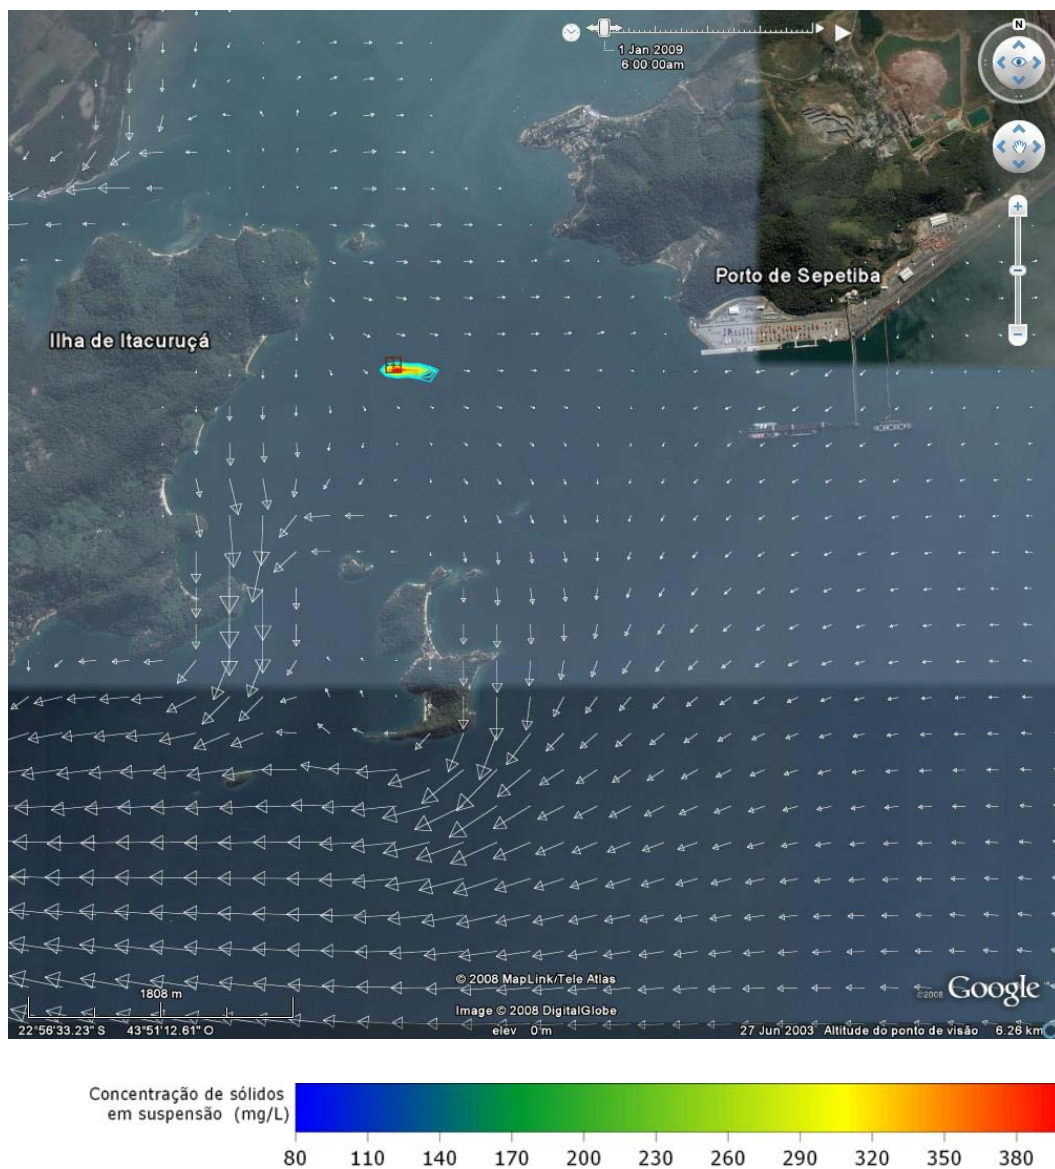 N
1 Jan 2009
6:00:00am
Porto de Sepetiba
Ilha de Itacuruçá
+
−
© 2008 MapLink/Tele Atlas
1808 m
©2008 Google
Image © 2008 DigitalGlobe
22°56'33.23" S 43°51'12.61" O elev 0 m 27 Jun 2003 Altitude do ponto de visão 6.26 km
Concentração de sólidos
em suspensão (mg/L)
80 110 140 170 200 230 260 290 320 350 380